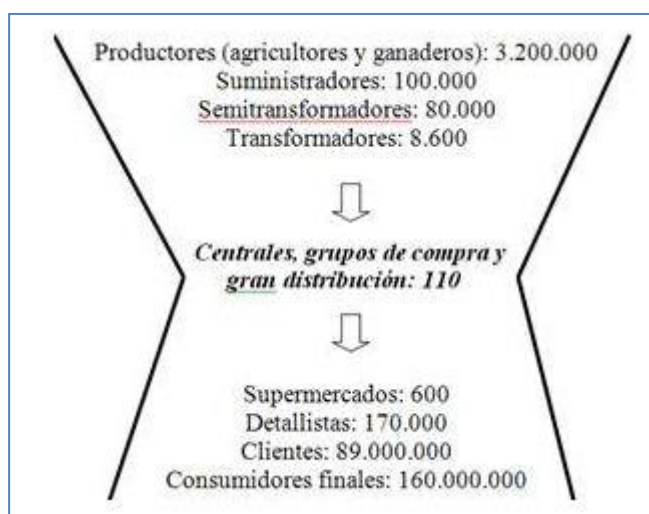 Productores (agricultores y ganaderos): 3.200.000
Suministradores: 100.000
Semitransformadores: 80.000
Transformadores: 8.600
Centrales, grupos de compra y
gran distribución: 110
Supermercados: 600
Detallistas: 170.000
Clientes: 89.000.000
Consumidores finales: 160.000.000